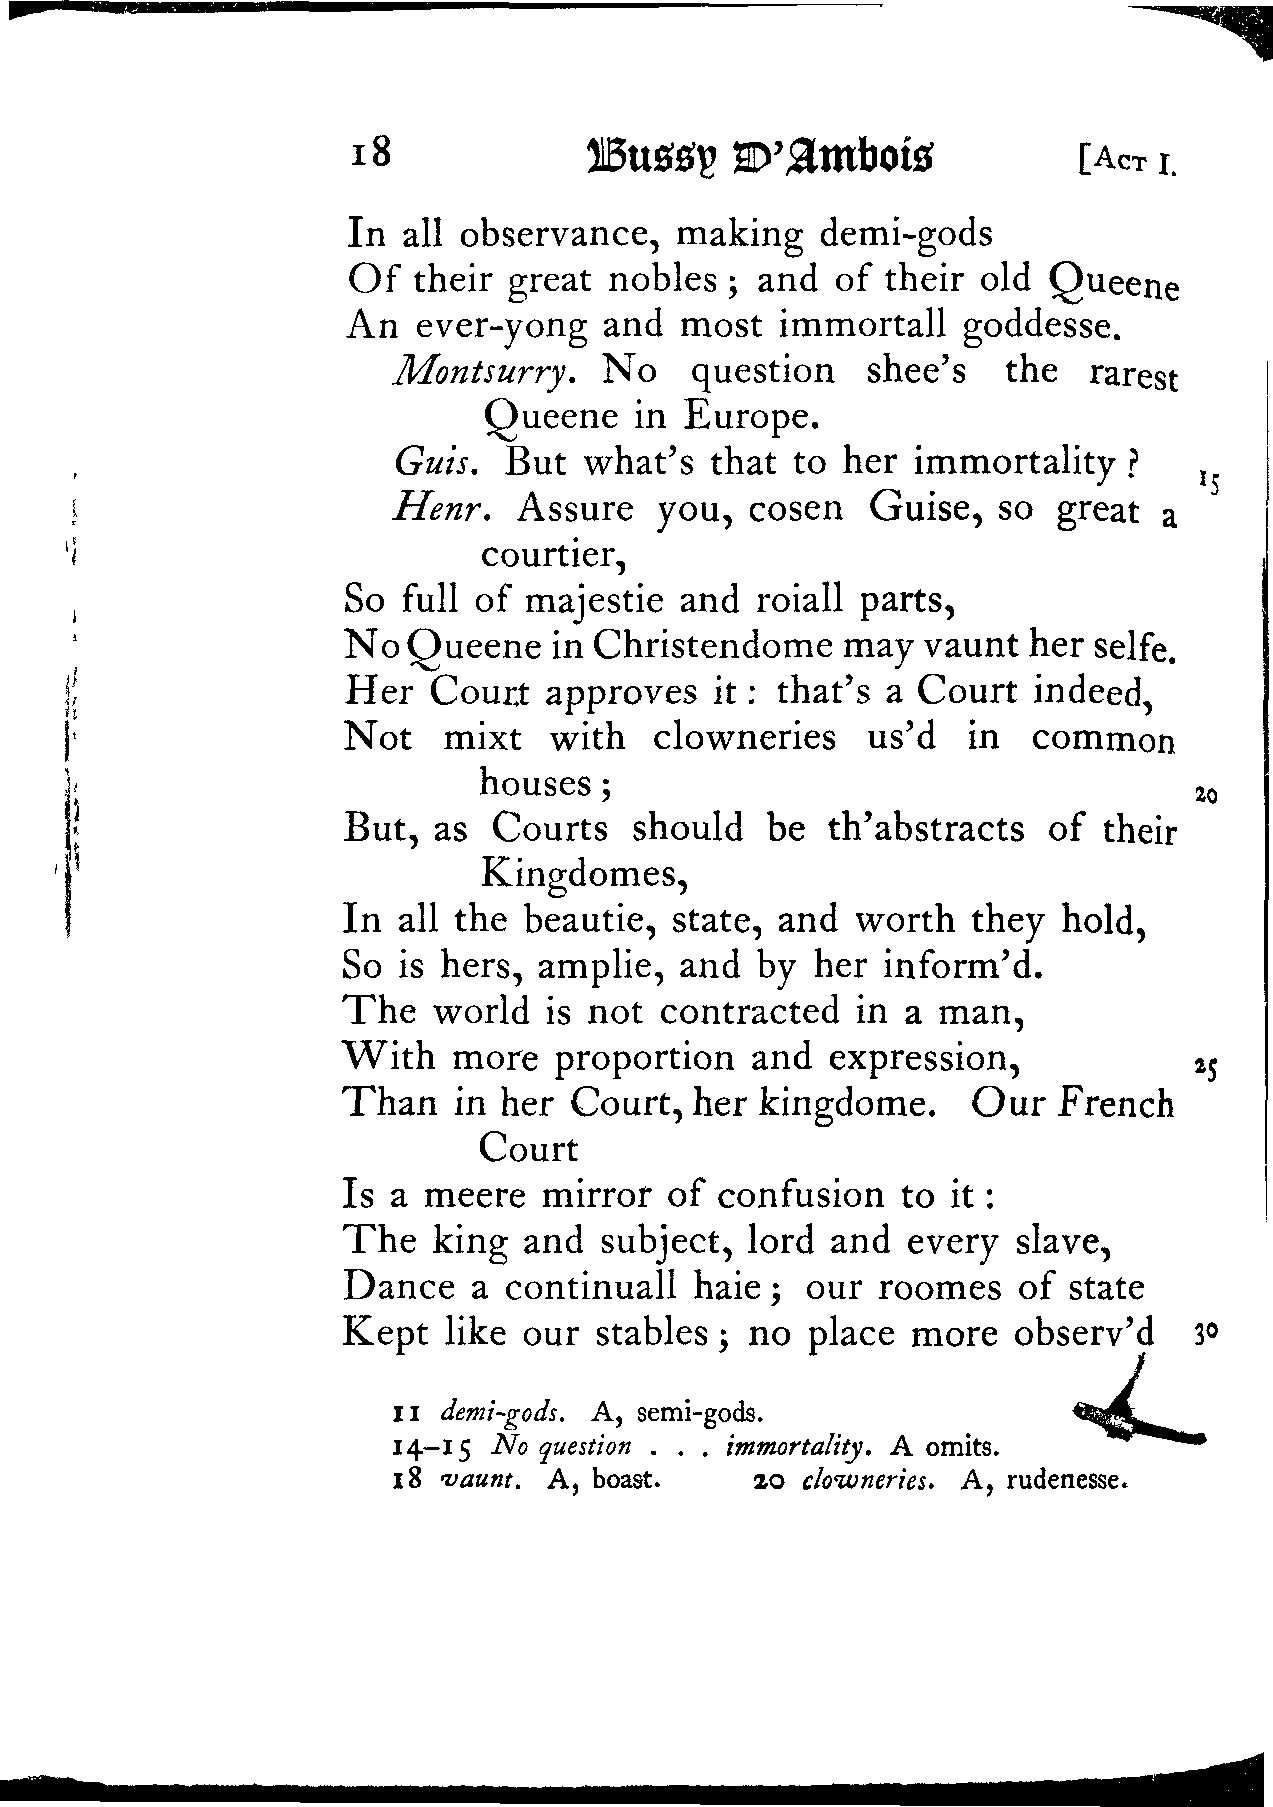 18 Bussy D'Ambois [Act I.
In all observance, making demi-gods
Of their great nobles ; and of their old Queene
An ever-yong and most immortall goddesse.
Montsurry. No question shee's the rarest
Queene in Europe.
Guis. But what's that to her immortality ? 15
Henr. Assure you, cosen Guise, so great a
courtier,
So full of majestie and roiall parts,
No Queene in Christendome may vaunt her selfe.
Her Court approves it : that's a Court indeed,
Not mixt with clowneries us'd in common
houses ; 20
But, as Courts should be th'abstracts of their
Kingdomes,
In all the beautie, state, and worth they hold,
So is hers, amplie, and by her inform'd.
The world is not contracted in a man,
With more proportion and expression, 25
Than in her Court, her kingdome. Our French
Court
Is a meere mirror of confusion to it :
The king and subject, lord and every slave,
Dance a continuall haie ; our roomes of state
Kept like our stables ; no place more observ'd 30
11 demi-gods. A, semi-gods.
14–15 No question . . . immortality. A omits.
18 vaunt. A, boast. 20 clowneries. A, rudenesse.